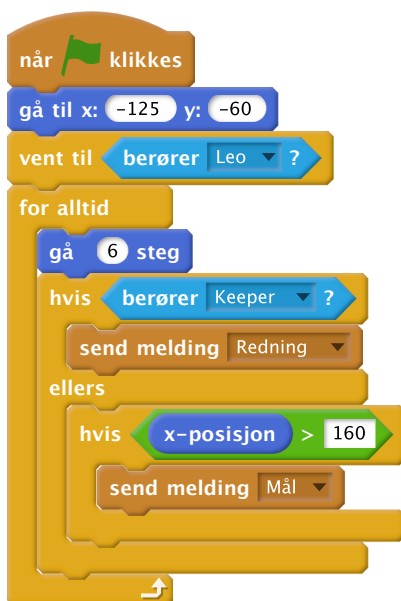 når klikkes
gå til x: -125 y: -60
vent til berører Leo ?
for alltid
gå 6 steg
hvis berører Keeper ?
send melding Redning
ellers
hvis x-posisjon > 160
send melding Mål